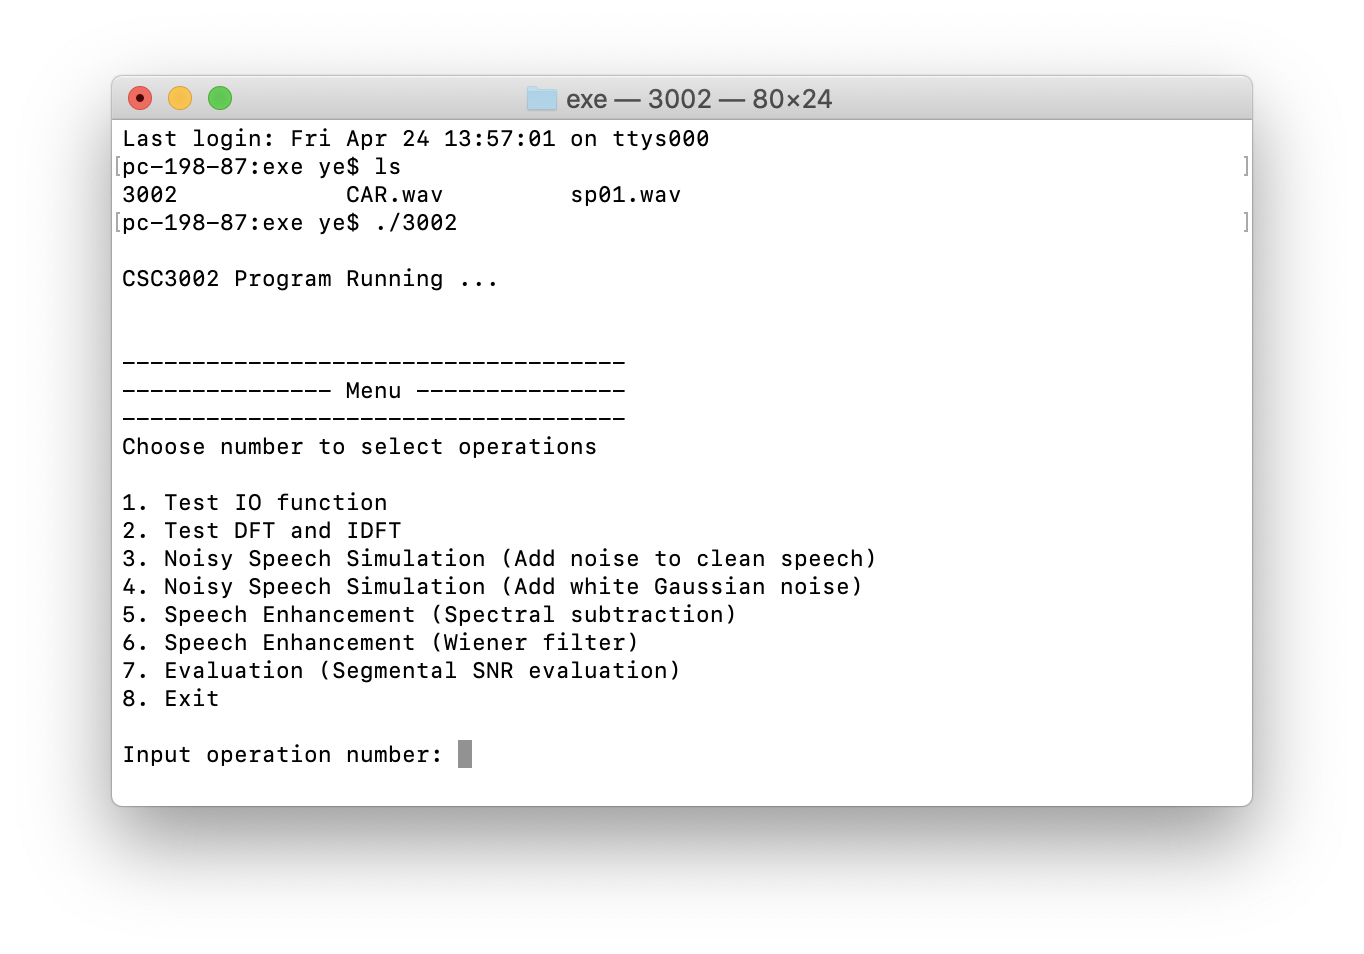 exe — 3002 — 80×24
Last login: Fri Apr 24 13:57:01 on ttys000
[pc-198-87:exe ye$ ls ]
3002 CAR.wav sp01.wav
[pc-198-87:exe ye$ ./3002 ]
CSC3002 Program Running ...
------------------------------------
--------------- Menu ---------------
------------------------------------
Choose number to select operations
1. Test IO function
2. Test DFT and IDFT
3. Noisy Speech Simulation (Add noise to clean speech)
4. Noisy Speech Simulation (Add white Gaussian noise)
5. Speech Enhancement (Spectral subtraction)
6. Speech Enhancement (Wiener filter)
7. Evaluation (Segmental SNR evaluation)
8. Exit
Input operation number: